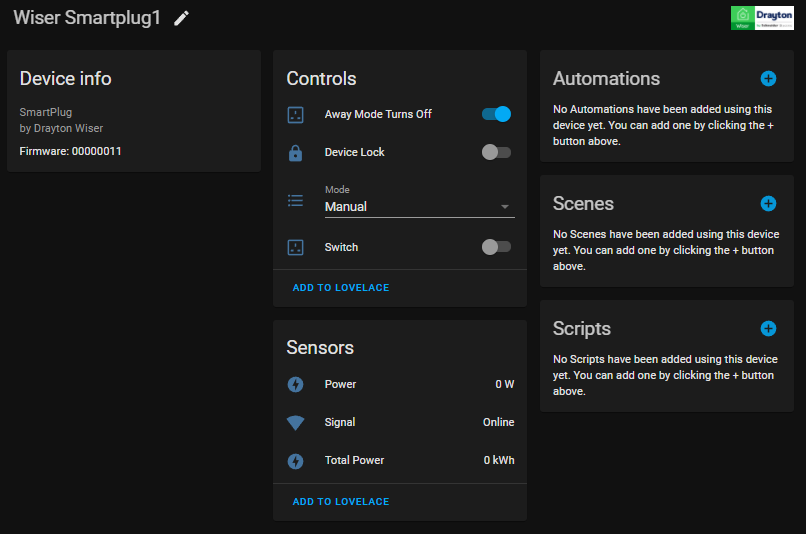 Wiser Smartplug1
Wiser
Drayton
Device info
SmartPlug
by Drayton Wiser
Firmware: 00000011
Controls
Away Mode Turns Off
Device Lock
Mode
Manual
Switch
ADD TO LOVELACE
Sensors
Power 0 W
Signal Online
Total Power 0 kWh
ADD TO LOVELACE
Automations
No Automations have been added using this
device yet. You can add one by clicking the +
button above.
Scenes
No Scenes have been added using this device
yet. You can add one by clicking the + button
above.
Scripts
No Scripts have been added using this device
yet. You can add one by clicking the + button
above.